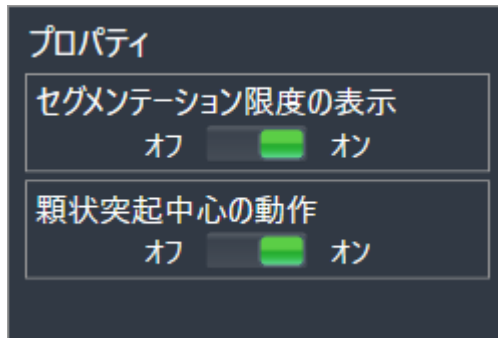 プロパティ
セグメンテーション限度の表示
オフ オン
顆状突起中心の動作
オフ オン